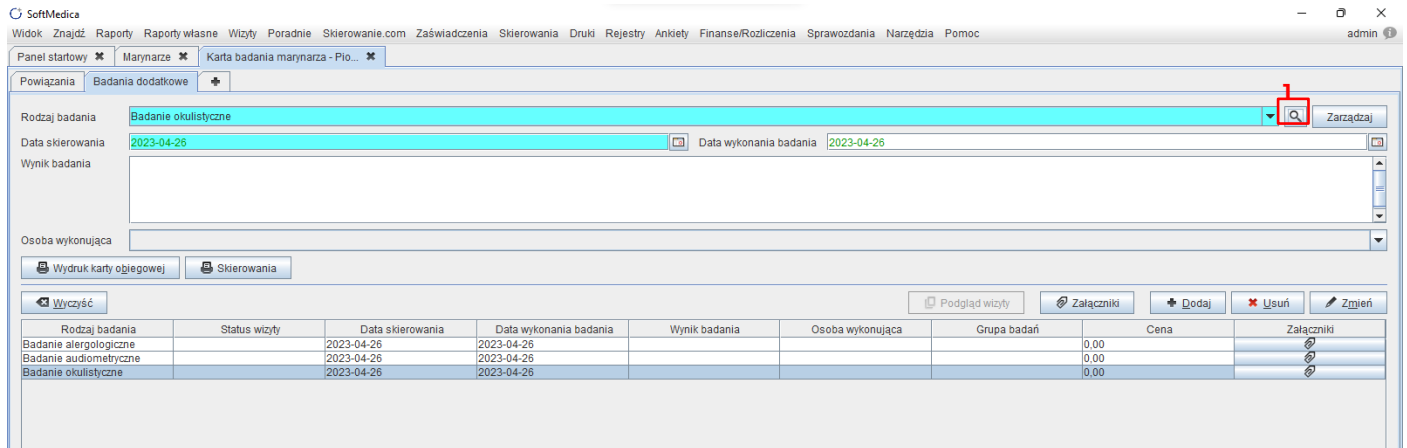 SoftMedica
Widok Znajdź Raporty Raporty własne Wizyty Poradnie Skierowanie.com Zaświadczenia Skierowania Druki Rejestry Ankiety Finanse/Rozliczenia Sprawozdania Narzędzia Pomoc admin
Panel startowy Marynarze Karta badania marynarza - Pio...
Powiązania Badania dodatkowe
1
Rodzaj badania Badanie okulistyczne Zarządzaj
Data skierowania 2023-04-26 Data wykonania badania 2023-04-26
Wynik badania
Osoba wykonująca
Wydruk karty obiegowej Skierowania
Wyczyść Podgląd wizyty Załączniki Dodaj Usuń Zmień
Rodzaj badania Status wizyty Data skierowania Data wykonania badania Wynik badania Osoba wykonująca Grupa badań Cena Załączniki
Badanie alergologiczne 2023-04-26 2023-04-26 0,00
Badanie audiometryczne 2023-04-26 2023-04-26 0,00
Badanie okulistyczne 2023-04-26 2023-04-26 0,00